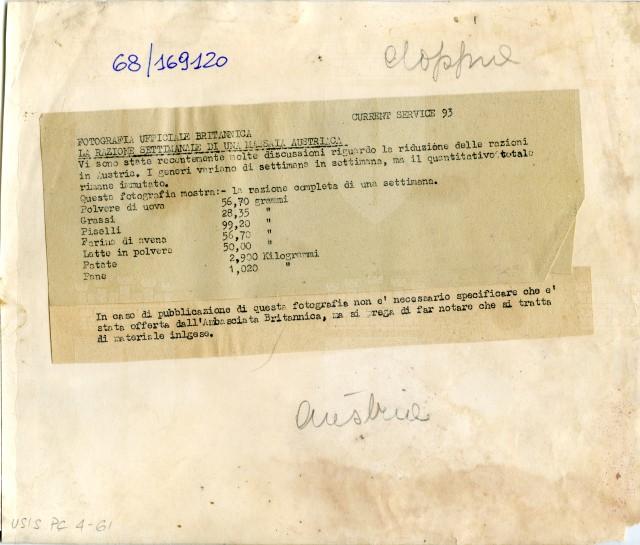 68/169120
doppie
CURRENT SERVICE 93
FOTOGRAFIA UFFICIALE BRITANNICA
LA RAZIONE SETTIMANALE DI UNA MASSAIA AUSTRIACA
Vi sono state recentemente molte discussioni riguardo la riduzione delle razioni
in Austria. I generi variano di settimana in settimana, ma il quantitativo totale
rimane immutato.
Questa fotografia mostra:- la razione completa di una settimana.
Polvere di uova 56,70 grammi
Grassi 28,35 "
Piselli 99,20 "
Farina di avena 56,70 "
Latte in polvere 50,00 "
Patate 2,900 Kilogrammi
Pane 1,020 "
In caso di pubblicazione di questa fotografia non e' necessario specificare che e'
stata offerta dall'Ambasciata Britannica, ma si prega di far notare che si tratta
di materiale inlgese.
Austria
USIS PC 4-61